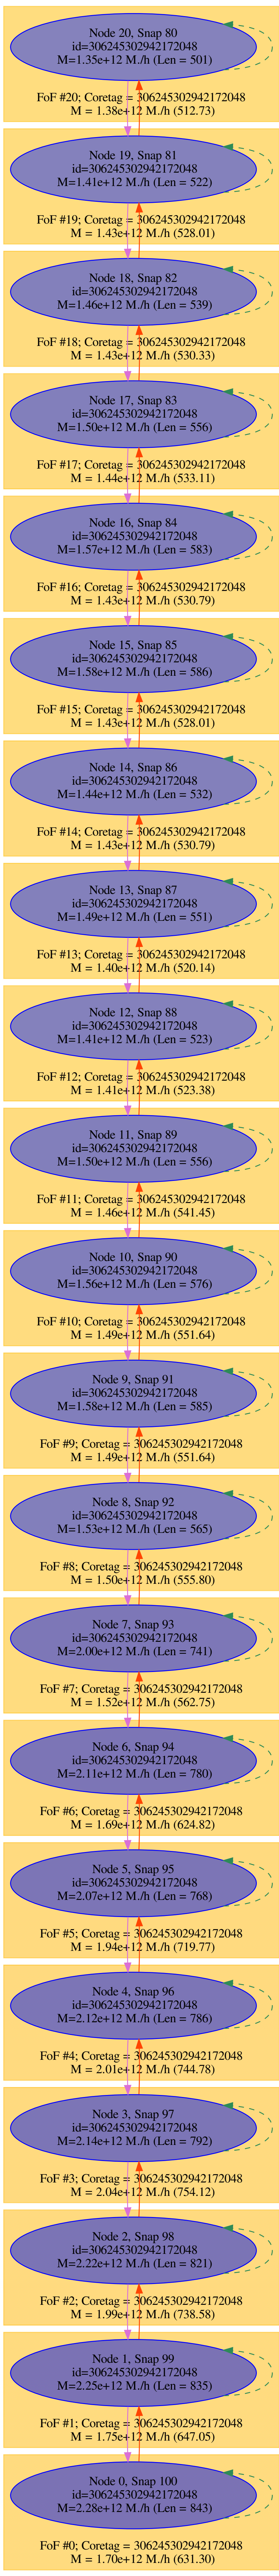 Node 20, Snap 80
id=306245302942172048
M=1.35e+12 M./h (Len = 501)
FoF #20; Coretag = 306245302942172048
M = 1.38e+12 M./h (512.73)
Node 19, Snap 81
id=306245302942172048
M=1.41e+12 M./h (Len = 522)
FoF #19; Coretag = 306245302942172048
M = 1.43e+12 M./h (528.01)
Node 18, Snap 82
id=306245302942172048
M=1.46e+12 M./h (Len = 539)
FoF #18; Coretag = 306245302942172048
M = 1.43e+12 M./h (530.33)
Node 17, Snap 83
id=306245302942172048
M=1.50e+12 M./h (Len = 556)
FoF #17; Coretag = 306245302942172048
M = 1.44e+12 M./h (533.11)
Node 16, Snap 84
id=306245302942172048
M=1.57e+12 M./h (Len = 583)
FoF #16; Coretag = 306245302942172048
M = 1.43e+12 M./h (530.79)
Node 15, Snap 85
id=306245302942172048
M=1.58e+12 M./h (Len = 586)
FoF #15; Coretag = 306245302942172048
M = 1.43e+12 M./h (528.01)
Node 14, Snap 86
id=306245302942172048
M=1.44e+12 M./h (Len = 532)
FoF #14; Coretag = 306245302942172048
M = 1.43e+12 M./h (530.79)
Node 13, Snap 87
id=306245302942172048
M=1.49e+12 M./h (Len = 551)
FoF #13; Coretag = 306245302942172048
M = 1.40e+12 M./h (520.14)
Node 12, Snap 88
id=306245302942172048
M=1.41e+12 M./h (Len = 523)
FoF #12; Coretag = 306245302942172048
M = 1.41e+12 M./h (523.38)
Node 11, Snap 89
id=306245302942172048
M=1.50e+12 M./h (Len = 556)
FoF #11; Coretag = 306245302942172048
M = 1.46e+12 M./h (541.45)
Node 10, Snap 90
id=306245302942172048
M=1.56e+12 M./h (Len = 576)
FoF #10; Coretag = 306245302942172048
M = 1.49e+12 M./h (551.64)
Node 9, Snap 91
id=306245302942172048
M=1.58e+12 M./h (Len = 585)
FoF #9; Coretag = 306245302942172048
M = 1.49e+12 M./h (551.64)
Node 8, Snap 92
id=306245302942172048
M=1.53e+12 M./h (Len = 565)
FoF #8; Coretag = 306245302942172048
M = 1.50e+12 M./h (555.80)
Node 7, Snap 93
id=306245302942172048
M=2.00e+12 M./h (Len = 741)
FoF #7; Coretag = 306245302942172048
M = 1.52e+12 M./h (562.75)
Node 6, Snap 94
id=306245302942172048
M=2.11e+12 M./h (Len = 780)
FoF #6; Coretag = 306245302942172048
M = 1.69e+12 M./h (624.82)
Node 5, Snap 95
id=306245302942172048
M=2.07e+12 M./h (Len = 768)
FoF #5; Coretag = 306245302942172048
M = 1.94e+12 M./h (719.77)
Node 4, Snap 96
id=306245302942172048
M=2.12e+12 M./h (Len = 786)
FoF #4; Coretag = 306245302942172048
M = 2.01e+12 M./h (744.78)
Node 3, Snap 97
id=306245302942172048
M=2.14e+12 M./h (Len = 792)
FoF #3; Coretag = 306245302942172048
M = 2.04e+12 M./h (754.12)
Node 2, Snap 98
id=306245302942172048
M=2.22e+12 M./h (Len = 821)
FoF #2; Coretag = 306245302942172048
M = 1.99e+12 M./h (738.58)
Node 1, Snap 99
id=306245302942172048
M=2.25e+12 M./h (Len = 835)
FoF #1; Coretag = 306245302942172048
M = 1.75e+12 M./h (647.05)
Node 0, Snap 100
id=306245302942172048
M=2.28e+12 M./h (Len = 843)
FoF #0; Coretag = 306245302942172048
M = 1.70e+12 M./h (631.30)